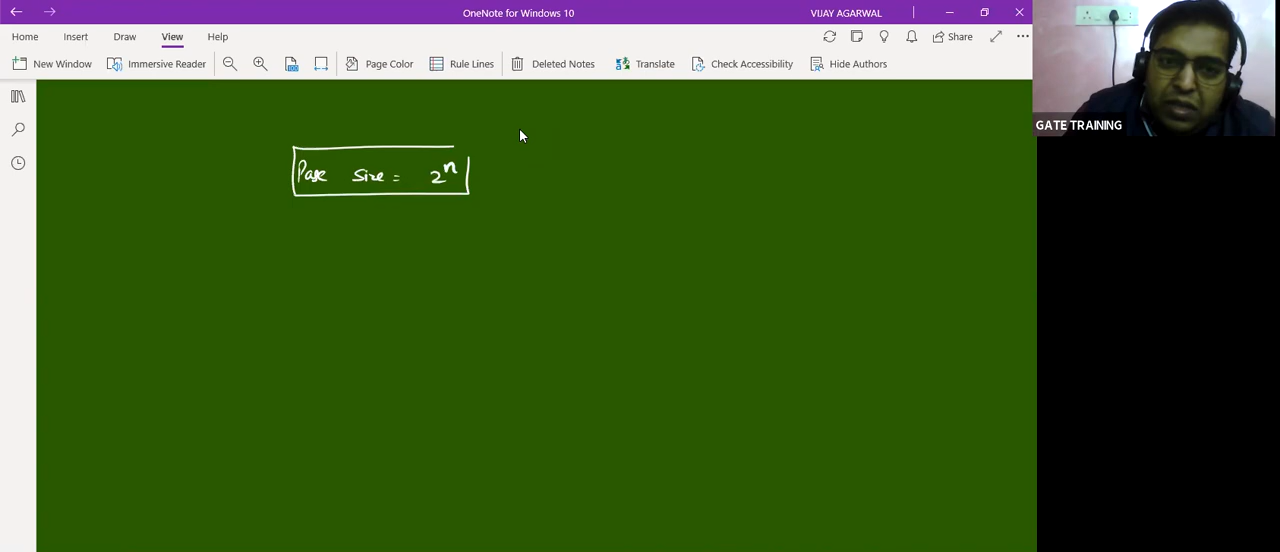 OneNote for Windows 10
VIJAY AGARWAL
Home Insert Draw View Help
Share
New Window Immersive Reader Page Color Rule Lines Deleted Notes Translate Check Accessibility Hide Authors
GATE TRAINING
Page Size = 2^n